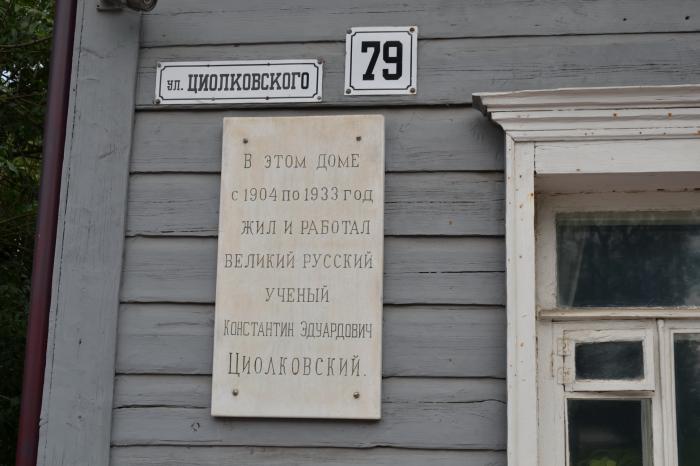 ул. ЦИОЛКОВСКОГО
79
В ЭТОМ ДОМЕ
С 1904 ПО 1933 ГОД
ЖИЛ И РАБОТАЛ
ВЕЛИКИЙ РУССКИЙ
УЧЕНЫЙ
КОНСТАНТИН ЭДУАРДОВИЧ
ЦИОЛКОВСКИЙ.